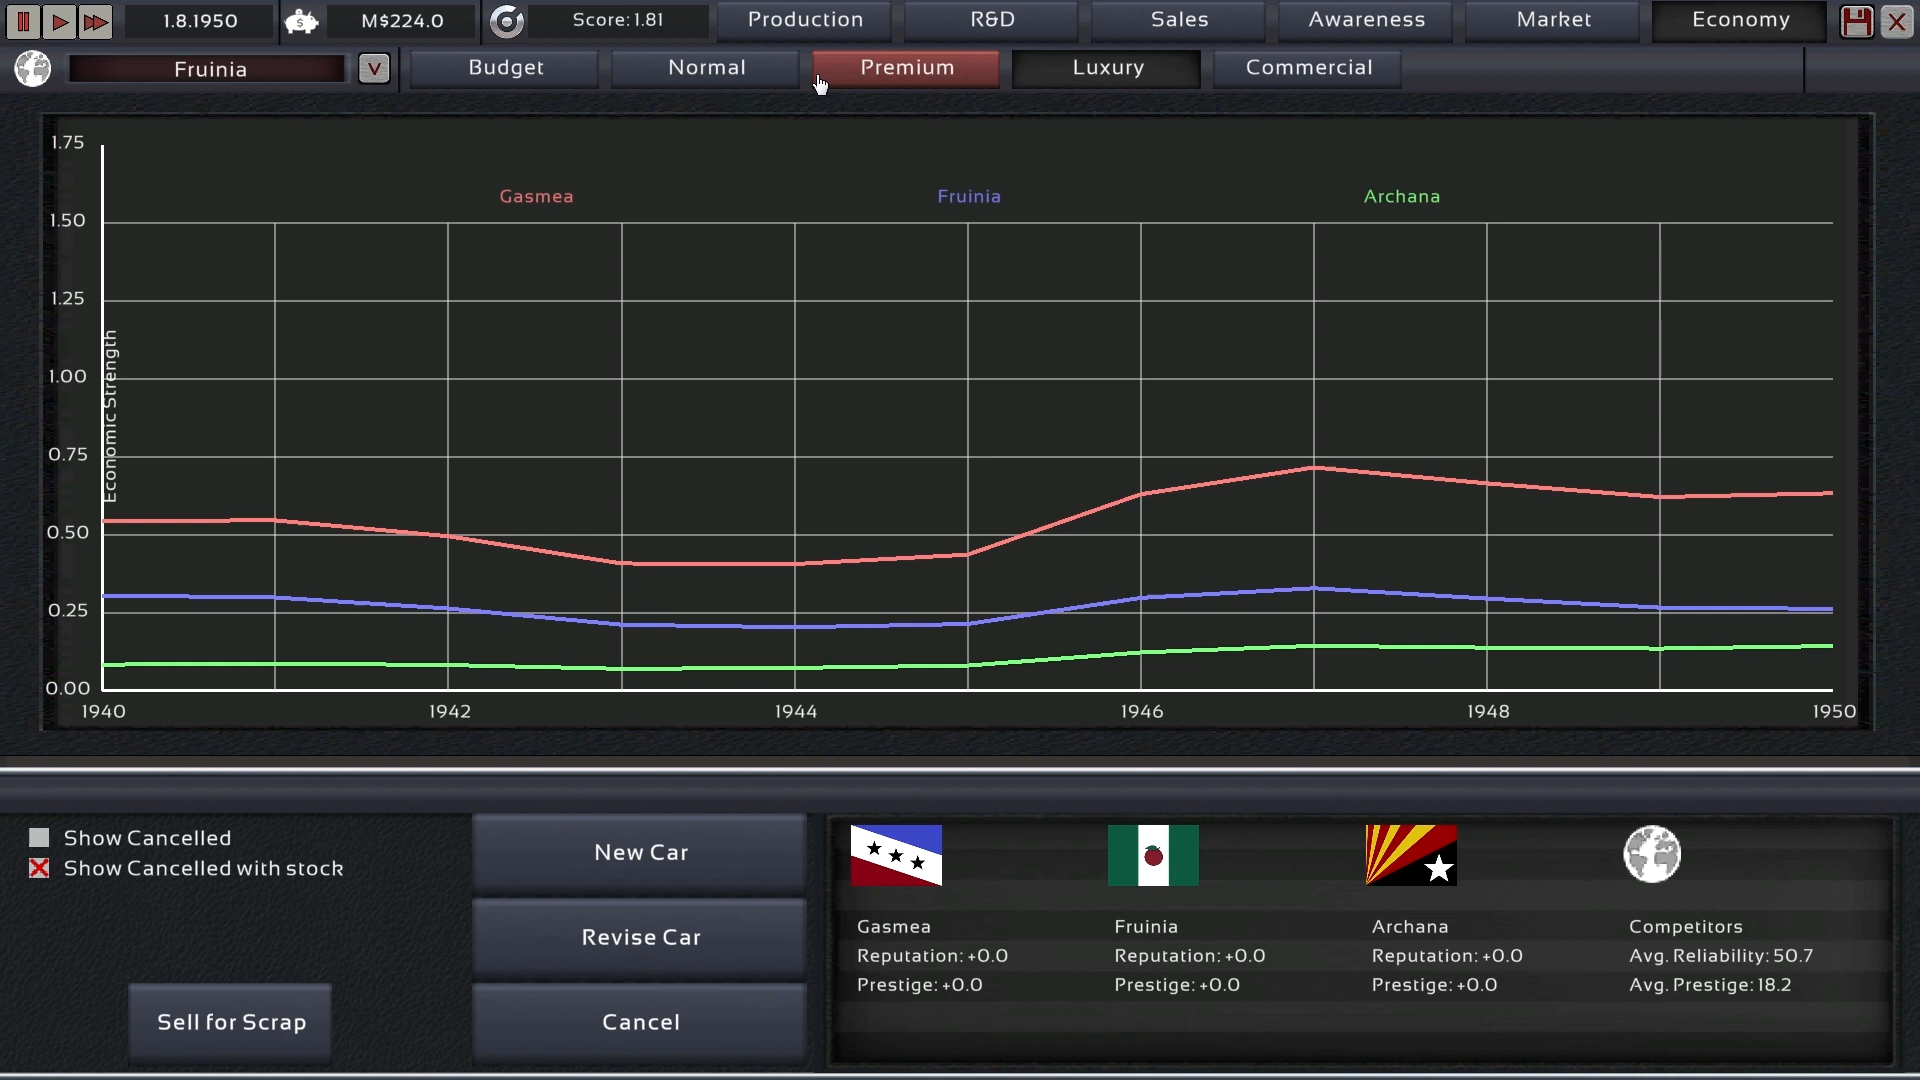 1.8.1950 M$224.0 Score: 1.81 Production R&D Sales Awareness Market Economy
Fruinia V Budget Normal Premium Luxury Commercial
1.75
Gasmea Fruinia Archana
1.50
1.25
1.00
0.75
0.50
0.25
0.00
Economic Strength
1940 1942 1944 1946 1948 1950
Show Cancelled
Show Cancelled with stock
New Car
Revise Car
Cancel
Sell for Scrap
Gasmea
Reputation: +0.0
Prestige: +0.0
Fruinia
Reputation: +0.0
Prestige: +0.0
Archana
Reputation: +0.0
Prestige: +0.0
Competitors
Avg. Reliability: 50.7
Avg. Prestige: 18.2